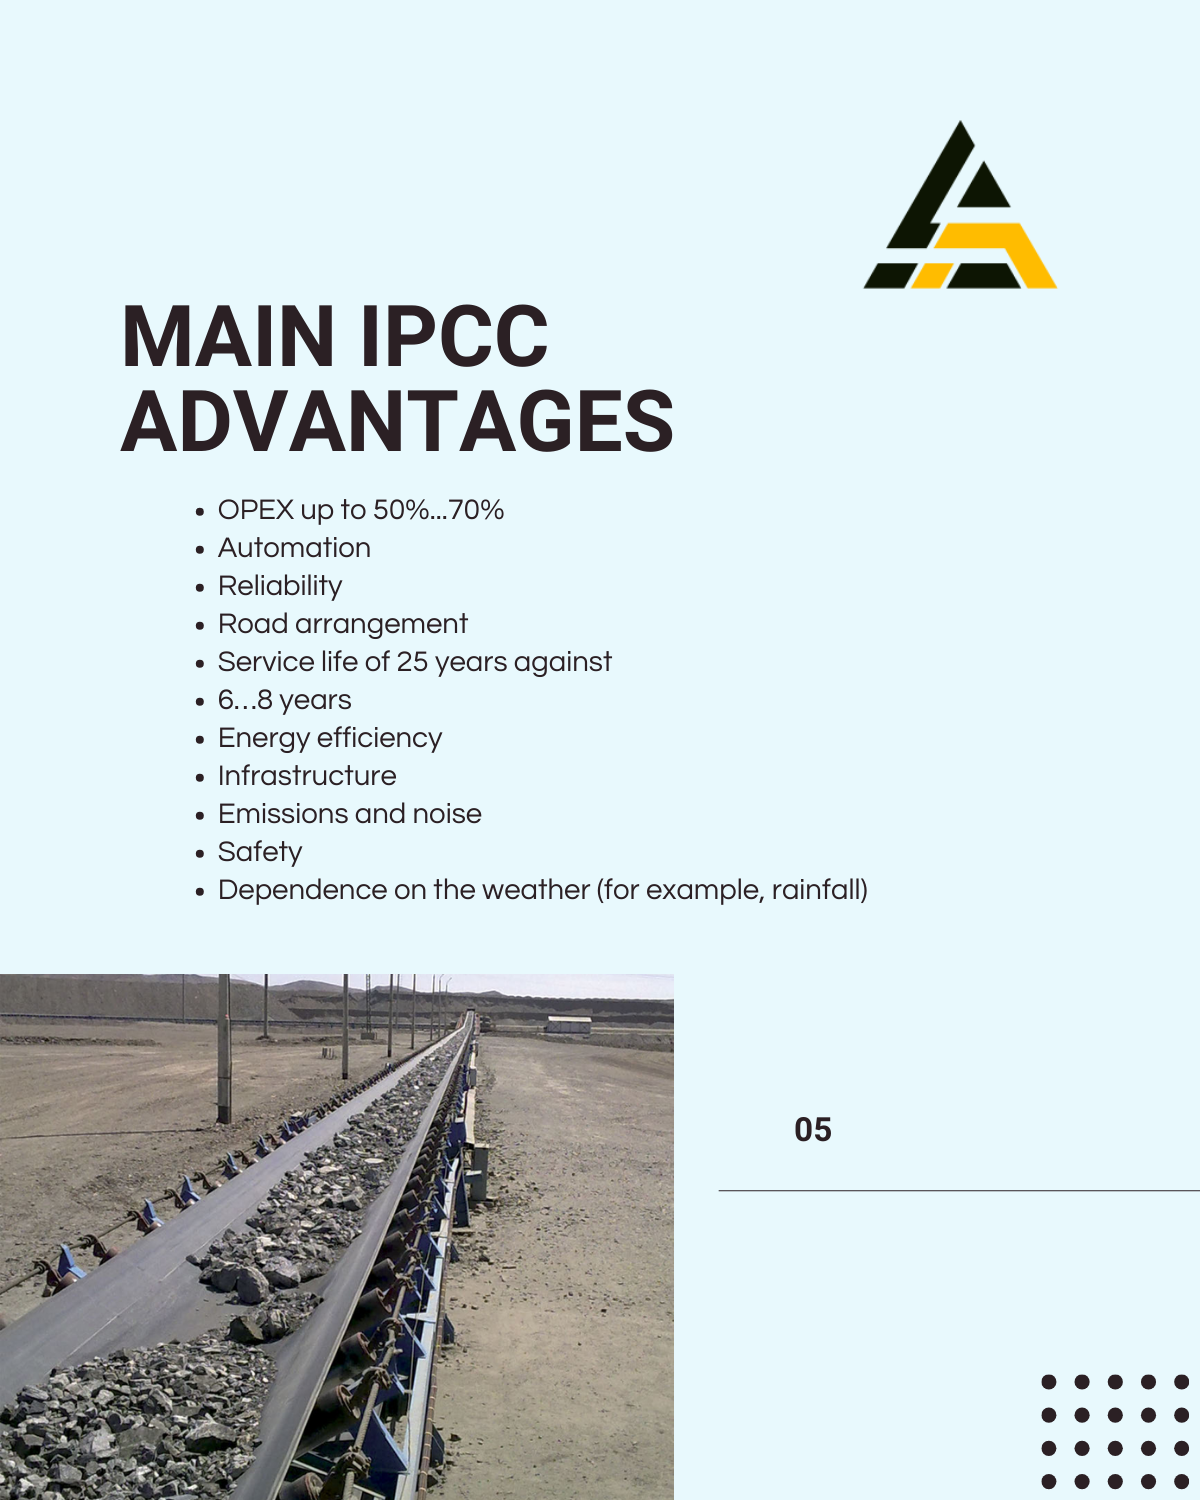 MAIN IPCC
ADVANTAGES
• OPEX up to 50%...70%
• Automation
• Reliability
• Road arrangement
• Service life of 25 years against
• 6...8 years
• Energy efficiency
• Infrastructure
• Emissions and noise
• Safety
• Dependence on the weather (for example, rainfall)
05